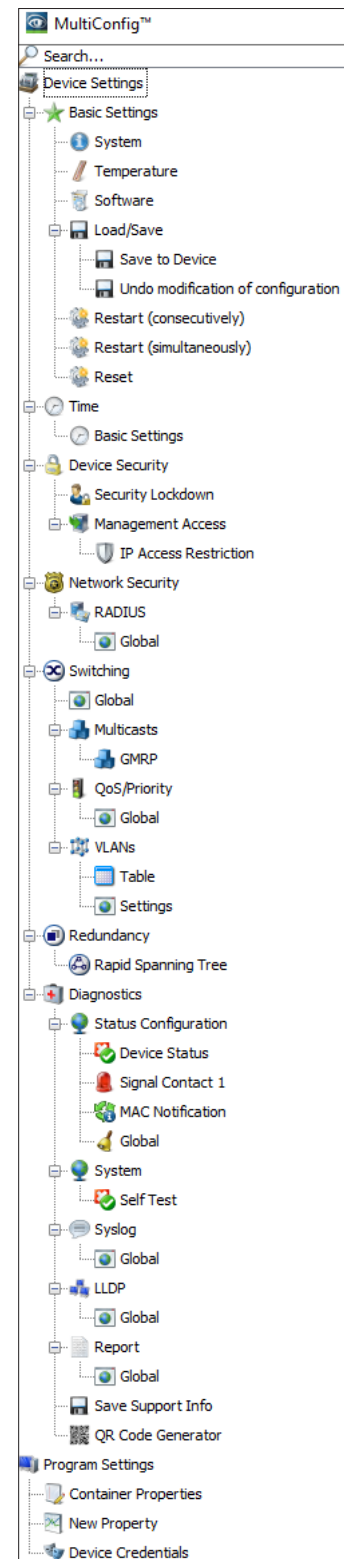 MultiConfig™
Search...
Device Settings
Basic Settings
System
Temperature
Software
Load/Save
Save to Device
Undo modification of configuration
Restart (consecutively)
Restart (simultaneously)
Reset
Time
Basic Settings
Device Security
Security Lockdown
Management Access
IP Access Restriction
Network Security
RADIUS
Global
Switching
Global
Multicasts
GMRP
QoS/Priority
Global
VLANs
Table
Settings
Redundancy
Rapid Spanning Tree
Diagnostics
Status Configuration
Device Status
Signal Contact 1
MAC Notification
Global
System
Self Test
Syslog
Global
LLDP
Global
Report
Global
Save Support Info
QR Code Generator
Program Settings
Container Properties
New Property
Device Credentials